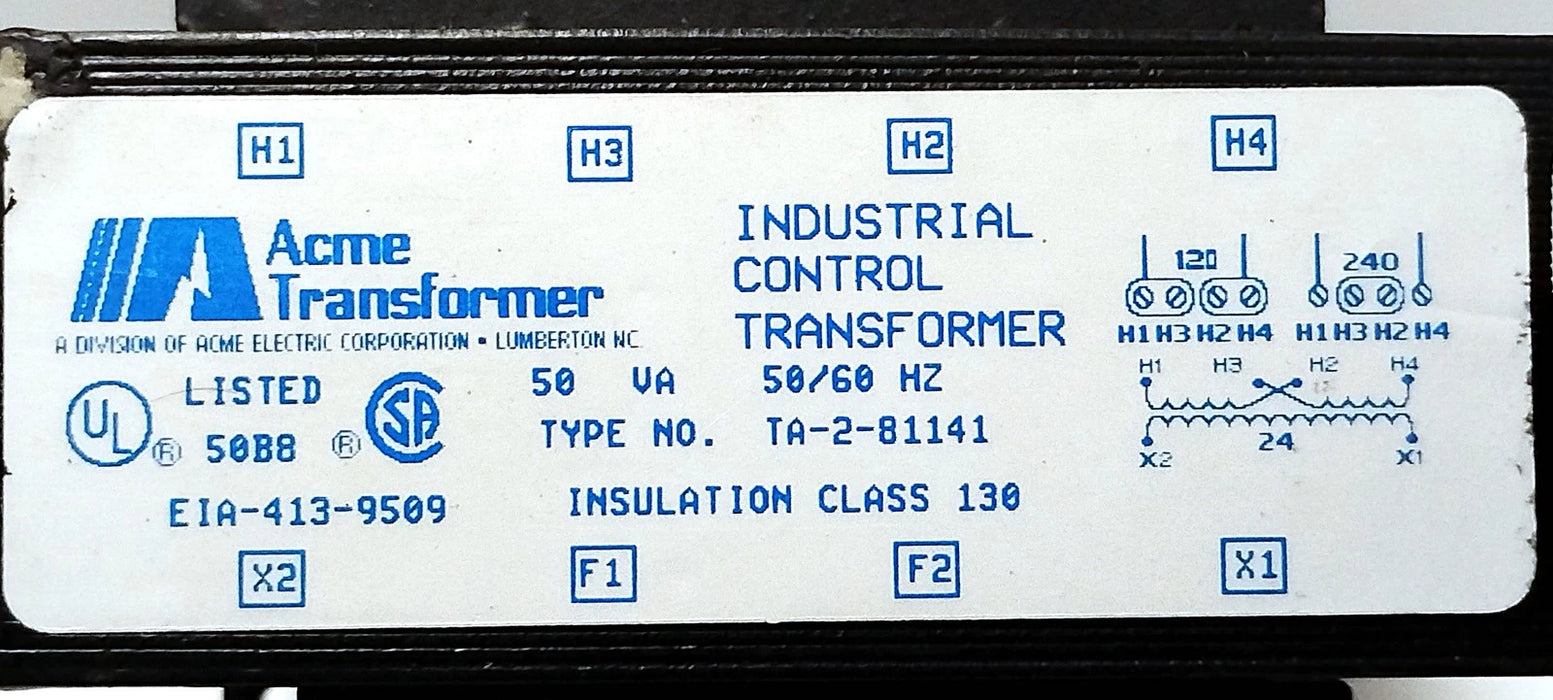 H1 H3 H2 H4
Acme
Transformer
A DIVISION OF ACME ELECTRIC CORPORATION • LUMBERTON NC.
INDUSTRIAL
CONTROL
TRANSFORMER
120 240
H1 H3 H2 H4 H1 H3 H2 H4
H1 H3 H2 H4
24
X2 X1
UL ® LISTED
50B8
® SA
50 VA 50/60 HZ
TYPE NO. TA-2-81141
EIA-413-9509
INSULATION CLASS 130
X2 F1 F2 X1